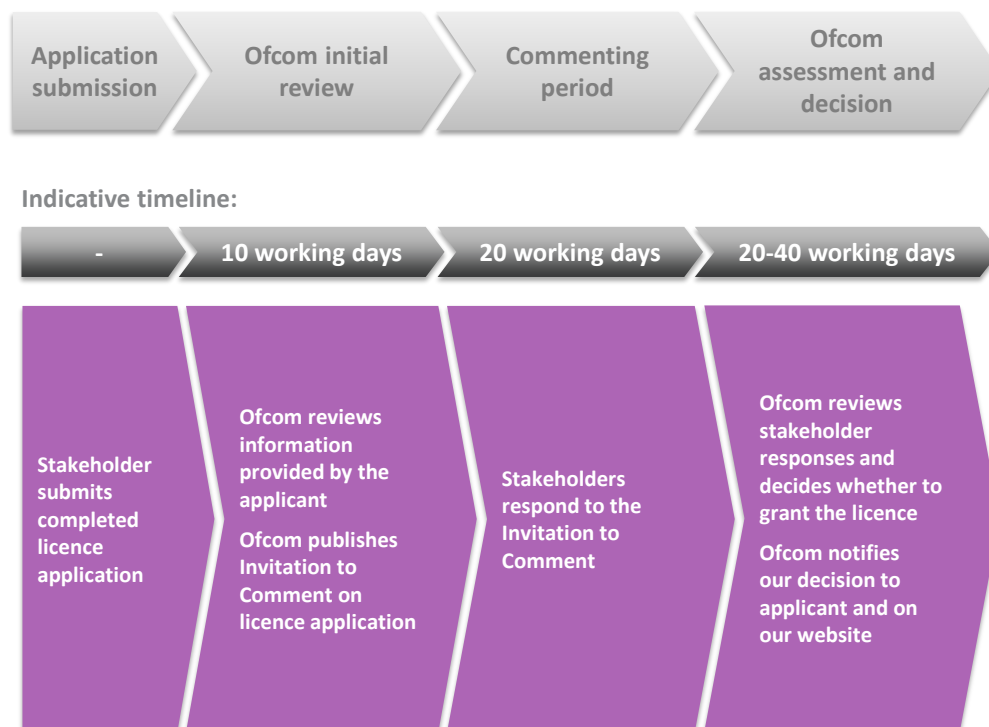 Application
submission
Ofcom initial
review
Commenting
period
Ofcom
assessment and
decision
Indicative timeline:
-
10 working days
20 working days
20-40 working days
Stakeholder
submits
completed
licence
application
Ofcom reviews
information
provided by the
applicant
Ofcom publishes
Invitation to
Comment on
licence application
Stakeholders
respond to the
Invitation to
Comment
Ofcom reviews
stakeholder
responses and
decides whether to
grant the licence
Ofcom notifies
our decision to
applicant and on
our website